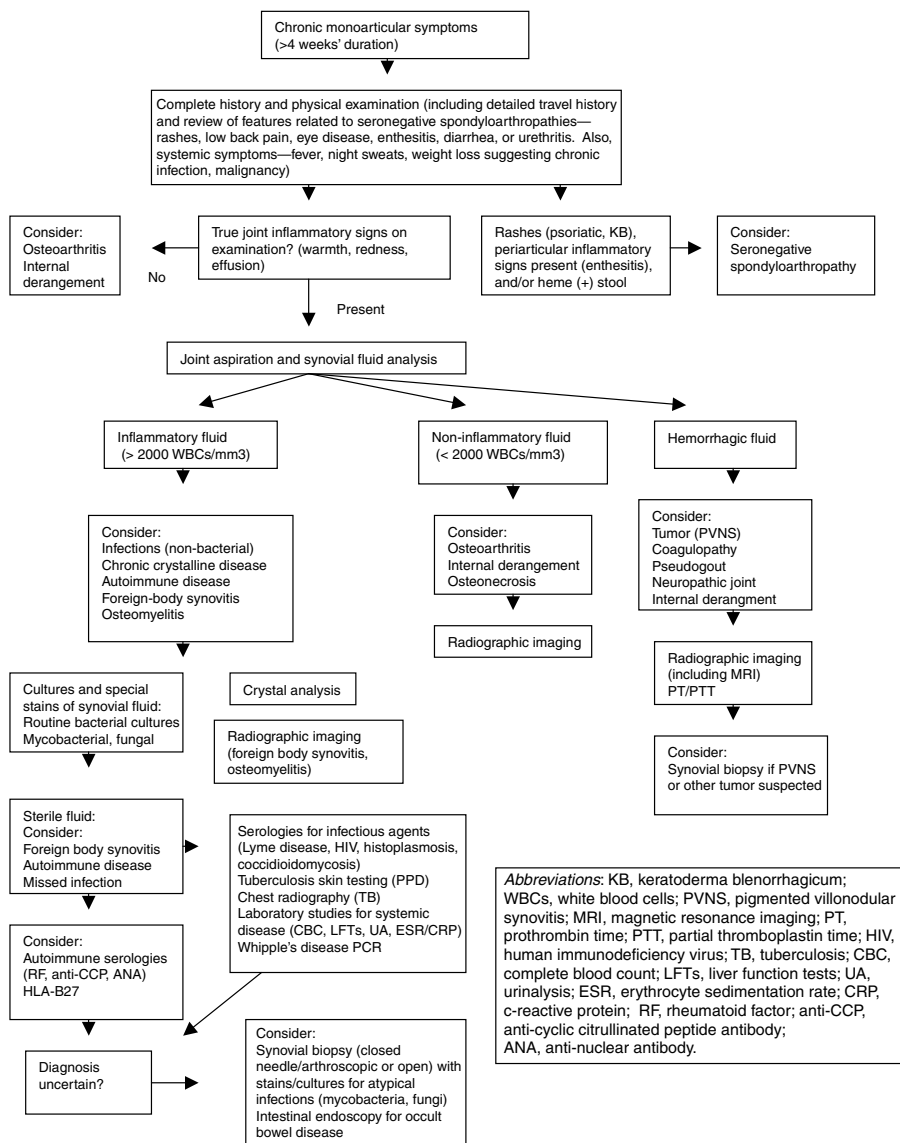 Chronic monoarticular symptoms
(>4 weeks' duration)
Complete history and physical examination (including detailed travel history
and review of features related to seronegative spondyloarthropathies—
rashes, low back pain, eye disease, enthesitis, diarrhea, or urethritis. Also,
systemic symptoms—fever, night sweats, weight loss suggesting chronic
infection, malignancy)
Consider:
Osteoarthritis
Internal
derangement
No
True joint inflammatory signs on
examination? (warmth, redness,
effusion)
Rashes (psoriatic, KB),
periarticular inflammatory
signs present (enthesitis),
and/or heme (+) stool
Consider:
Seronegative
spondyloarthropathy
Present
Joint aspiration and synovial fluid analysis
Inflammatory fluid
(> 2000 WBCs/mm3)
Non-inflammatory fluid
(< 2000 WBCs/mm3)
Hemorrhagic fluid
Consider:
Infections (non-bacterial)
Chronic crystalline disease
Autoimmune disease
Foreign-body synovitis
Osteomyelitis
Consider:
Osteoarthritis
Internal derangement
Osteonecrosis
Consider:
Tumor (PVNS)
Coagulopathy
Pseudogout
Neuropathic joint
Internal derangment
Radiographic imaging
Radiographic imaging
(including MRI)
PT/PTT
Cultures and special
stains of synovial fluid:
Routine bacterial cultures
Mycobacterial, fungal
Crystal analysis
Radiographic imaging
(foreign body synovitis,
osteomyelitis)
Consider:
Synovial biopsy if PVNS
or other tumor suspected
Sterile fluid:
Consider:
Foreign body synovitis
Autoimmune disease
Missed infection
Serologies for infectious agents
(Lyme disease, HIV, histoplasmosis,
coccidioidomycosis)
Tuberculosis skin testing (PPD)
Chest radiography (TB)
Laboratory studies for systemic
disease (CBC, LFTs, UA, ESR/CRP)
Whipple's disease PCR
Consider:
Autoimmune serologies
(RF, anti-CCP, ANA)
HLA-B27
Diagnosis
uncertain?
Consider:
Synovial biopsy (closed
needle/arthroscopic or open) with
stains/cultures for atypical
infections (mycobacteria, fungi)
Intestinal endoscopy for occult
bowel disease
Abbreviations: KB, keratoderma blenorrhagicum;
WBCs, white blood cells; PVNS, pigmented villonodular
synovitis; MRI, magnetic resonance imaging; PT,
prothrombin time; PTT, partial thromboplastin time; HIV,
human immunodeficiency virus; TB, tuberculosis; CBC,
complete blood count; LFTs, liver function tests; UA,
urinalysis; ESR, erythrocyte sedimentation rate; CRP,
c-reactive protein; RF, rheumatoid factor; anti-CCP,
anti-cyclic citrullinated peptide antibody;
ANA, anti-nuclear antibody.